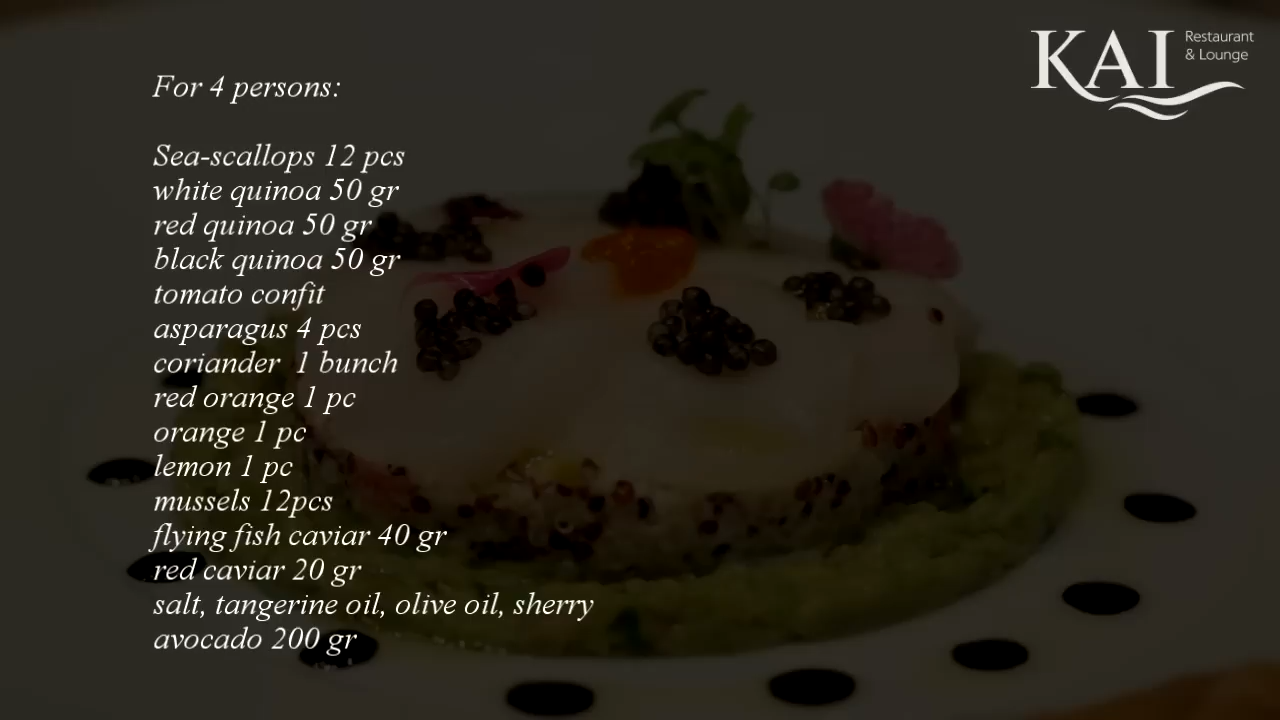 KAI Restaurant
& Lounge
For 4 persons:
Sea-scallops 12 pcs
white quinoa 50 gr
red quinoa 50 gr
black quinoa 50 gr
tomato confit
asparagus 4 pcs
coriander  1 bunch
red orange 1 pc
orange 1 pc
lemon 1 pc
mussels 12pcs
flying fish caviar 40 gr
red caviar 20 gr
salt, tangerine oil, olive oil, sherry
avocado 200 gr